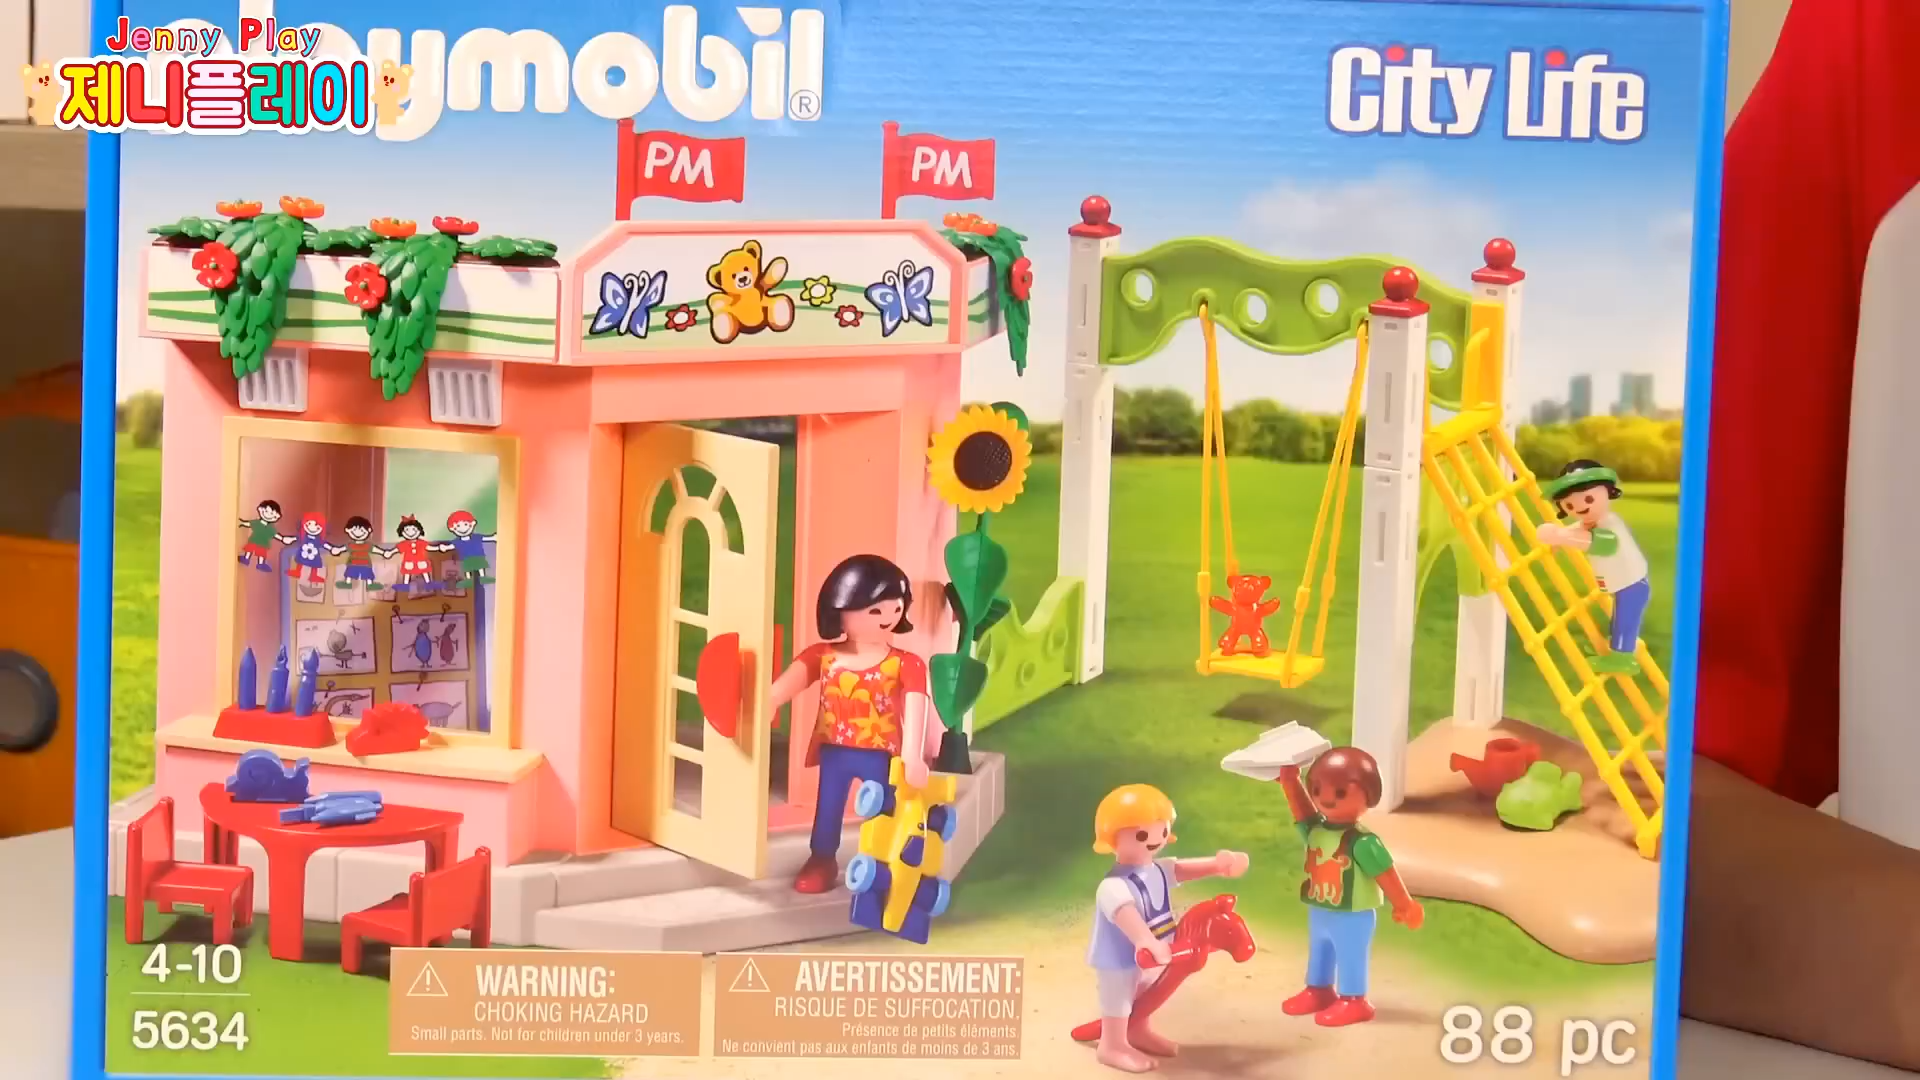 Jenny Play
제니플레이
playmobil®
City Life
PM
PM
4-10
5634
WARNING:
CHOKING HAZARD
Small parts. Not for children under 3 years.
AVERTISSEMENT:
RISQUE DE SUFFOCATION.
Présence de petits éléments.
Ne convient pas aux enfants de moins de 3 ans.
88 pc